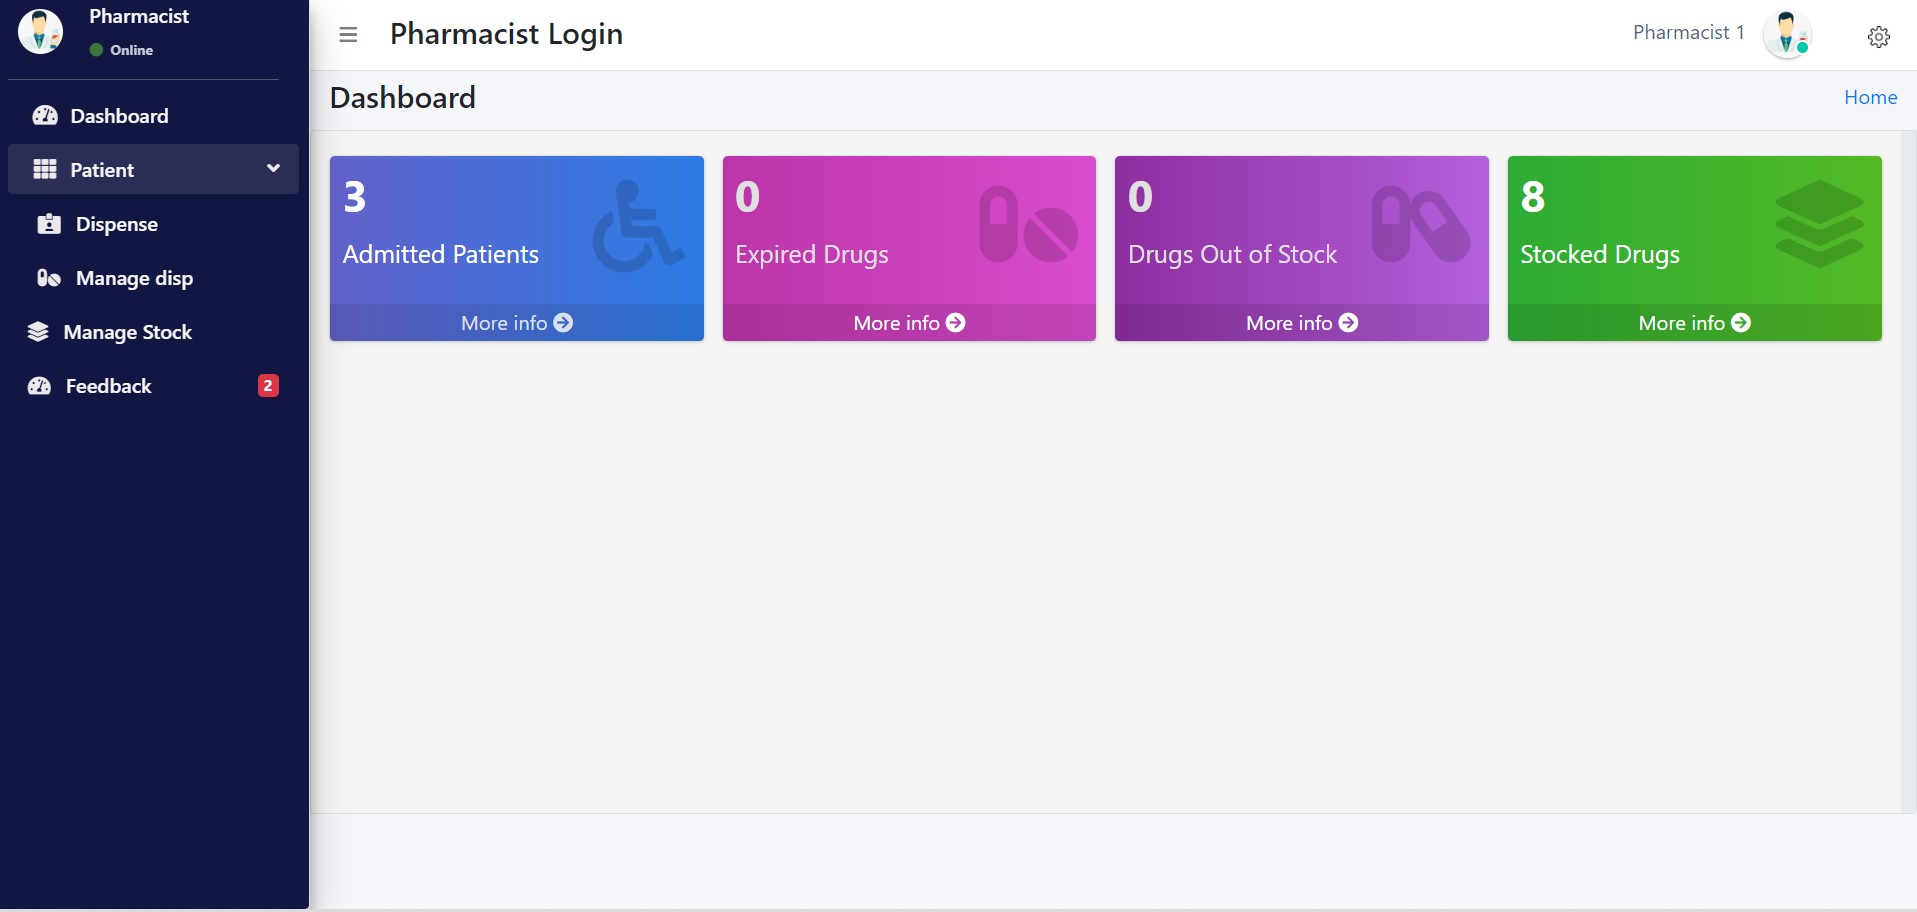 Pharmacist
Online
Dashboard
Patient
Dispense
Manage disp
Manage Stock
Feedback
2
Pharmacist Login
Pharmacist 1
Dashboard
Home
3
Admitted Patients
More info
0
Expired Drugs
More info
0
Drugs Out of Stock
More info
8
Stocked Drugs
More info